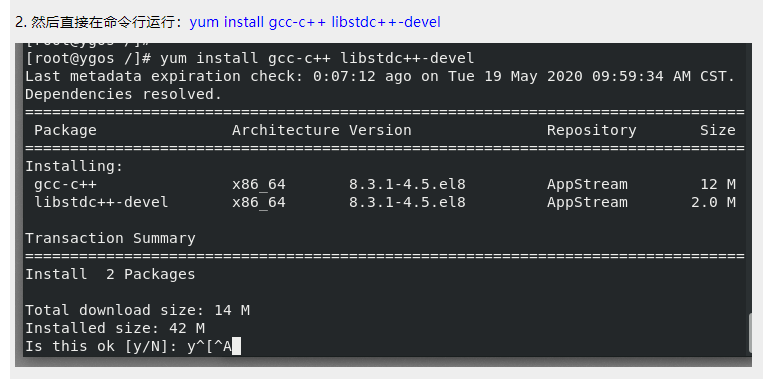 2. 然后直接在命令行运行：yum install gcc-c++ libstdc++-devel
[root@ygos /]#
[root@ygos /]# yum install gcc-c++ libstdc++-devel
Last metadata expiration check: 0:07:12 ago on Tue 19 May 2020 09:59:34 AM CST.
Dependencies resolved.
================================================================================
Package Architecture Version Repository Size
================================================================================
Installing:
gcc-c++ x86_64 8.3.1-4.5.el8 AppStream 12 M
libstdc++-devel x86_64 8.3.1-4.5.el8 AppStream 2.0 M
Transaction Summary
================================================================================
Install 2 Packages
Total download size: 14 M
Installed size: 42 M
Is this ok [y/N]: y^[^A